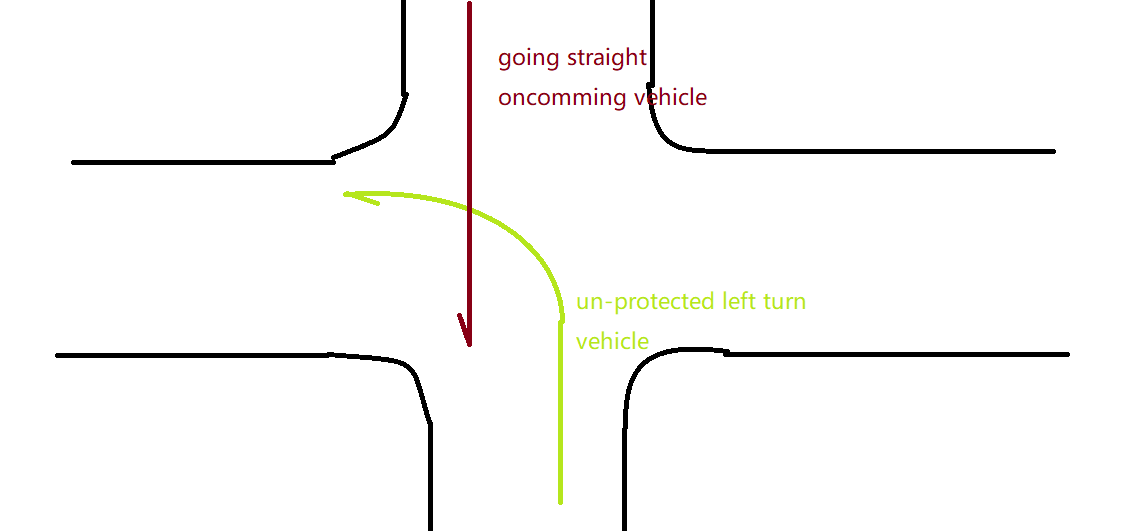 going straight
oncomming vehicle
un-protected left turn
vehicle